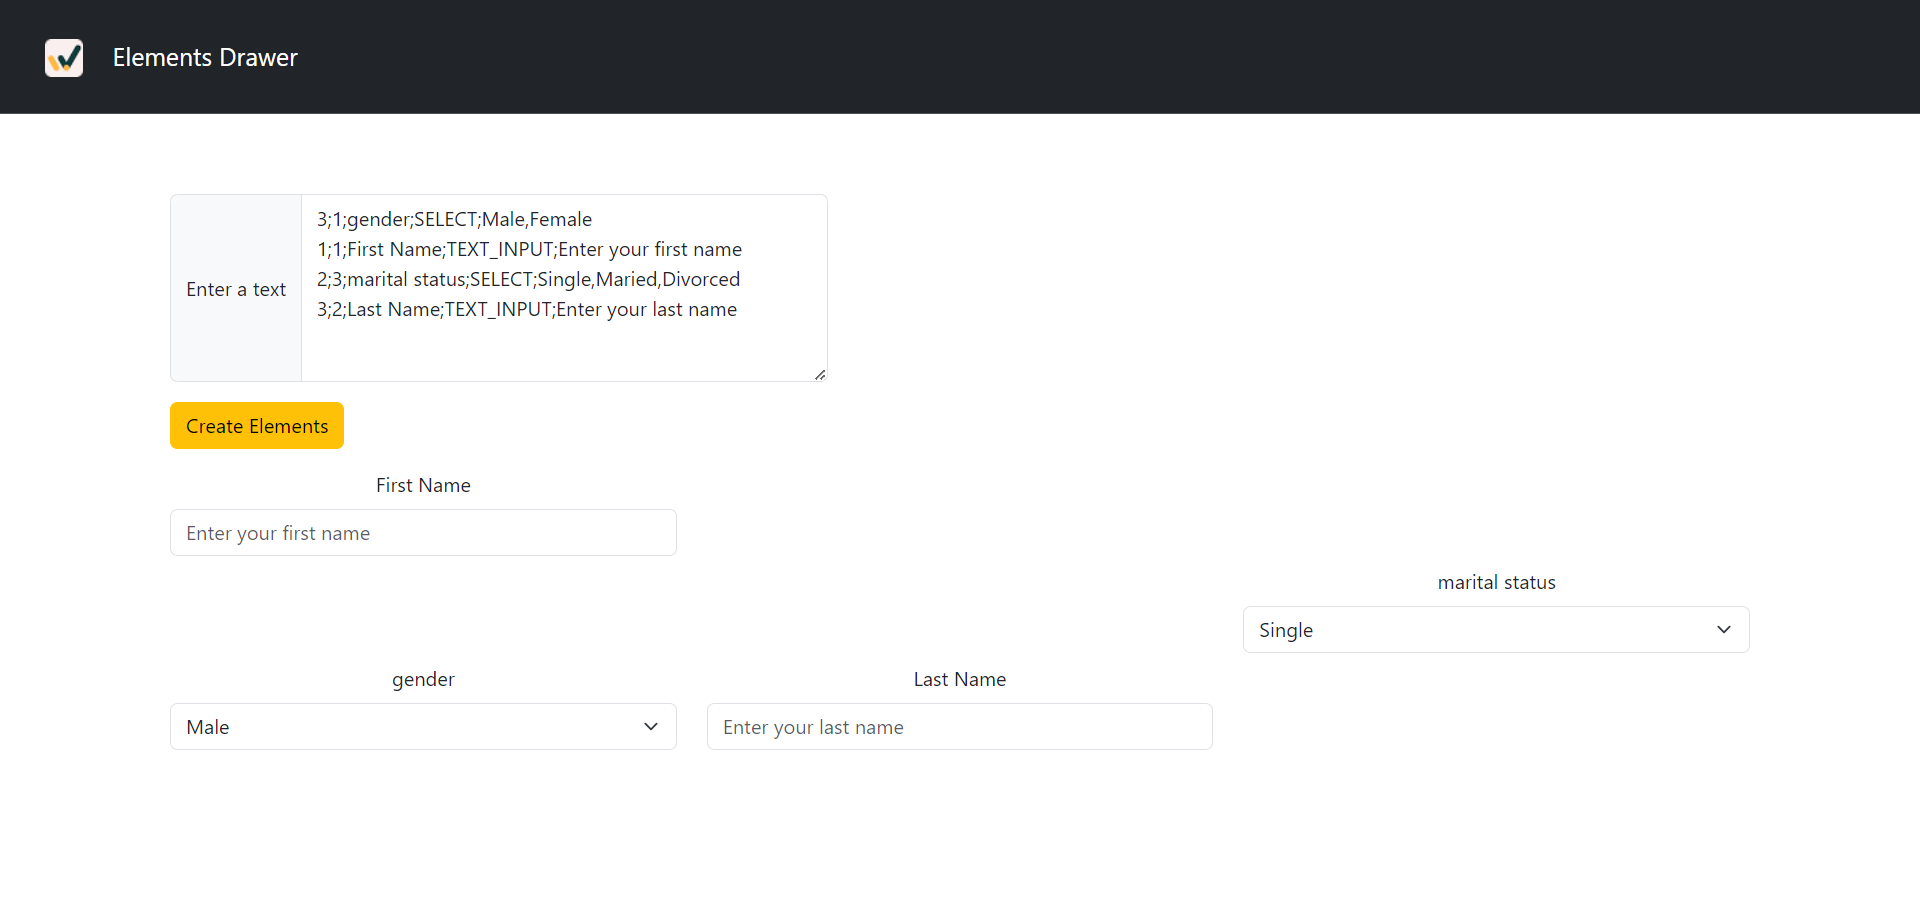 Elements Drawer
Enter a text
3;1;gender;SELECT;Male,Female
1;1;First Name;TEXT_INPUT;Enter your first name
2;3;marital status;SELECT;Single,Maried,Divorced
3;2;Last Name;TEXT_INPUT;Enter your last name
Create Elements
First Name
Enter your first name
marital status
Single
gender
Last Name
Male
Enter your last name